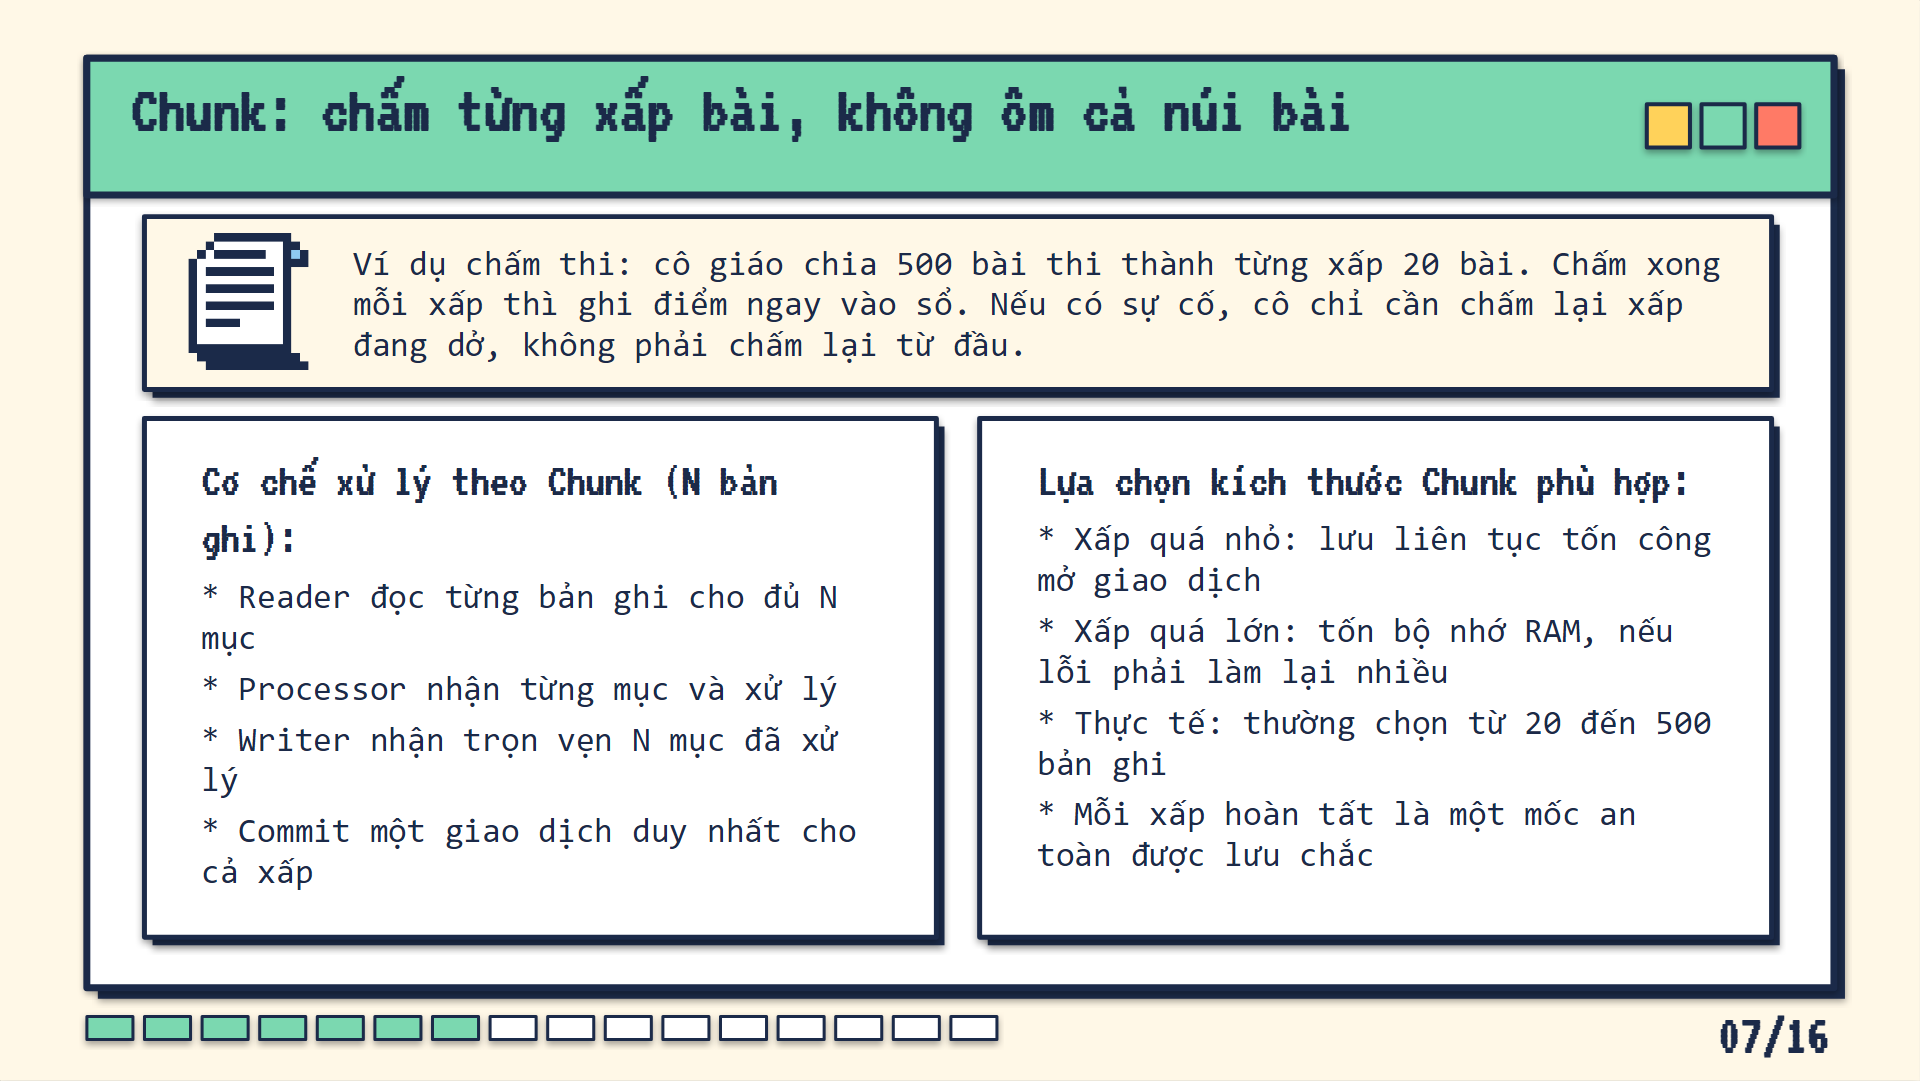 Chunk: chấm từng xấp bài, không ôm cả núi bài
Ví dụ chấm thi: cô giáo chia 500 bài thi thành từng xấp 20 bài. Chấm xong
mỗi xấp thì ghi điểm ngay vào sổ. Nếu có sự cố, cô chỉ cần chấm lại xấp
đang dở, không phải chấm lại từ đầu.
Cơ chế xử lý theo Chunk (N bản
ghi):
* Reader đọc từng bản ghi cho đủ N
mục
* Processor nhận từng mục và xử lý
* Writer nhận trọn vẹn N mục đã xử
lý
* Commit một giao dịch duy nhất cho
cả xấp
Lựa chọn kích thước Chunk phù hợp:
* Xấp quá nhỏ: lưu liên tục tốn công
mở giao dịch
* Xấp quá lớn: tốn bộ nhớ RAM, nếu
lỗi phải làm lại nhiều
* Thực tế: thường chọn từ 20 đến 500
bản ghi
* Mỗi xấp hoàn tất là một mốc an
toàn được lưu chắc
07/16